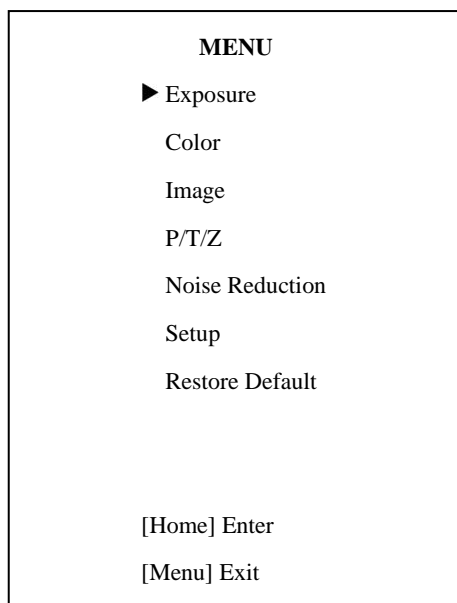 MENU
▶ Exposure
Color
Image
P/T/Z
Noise Reduction
Setup
Restore Default
[Home] Enter
[Menu] Exit